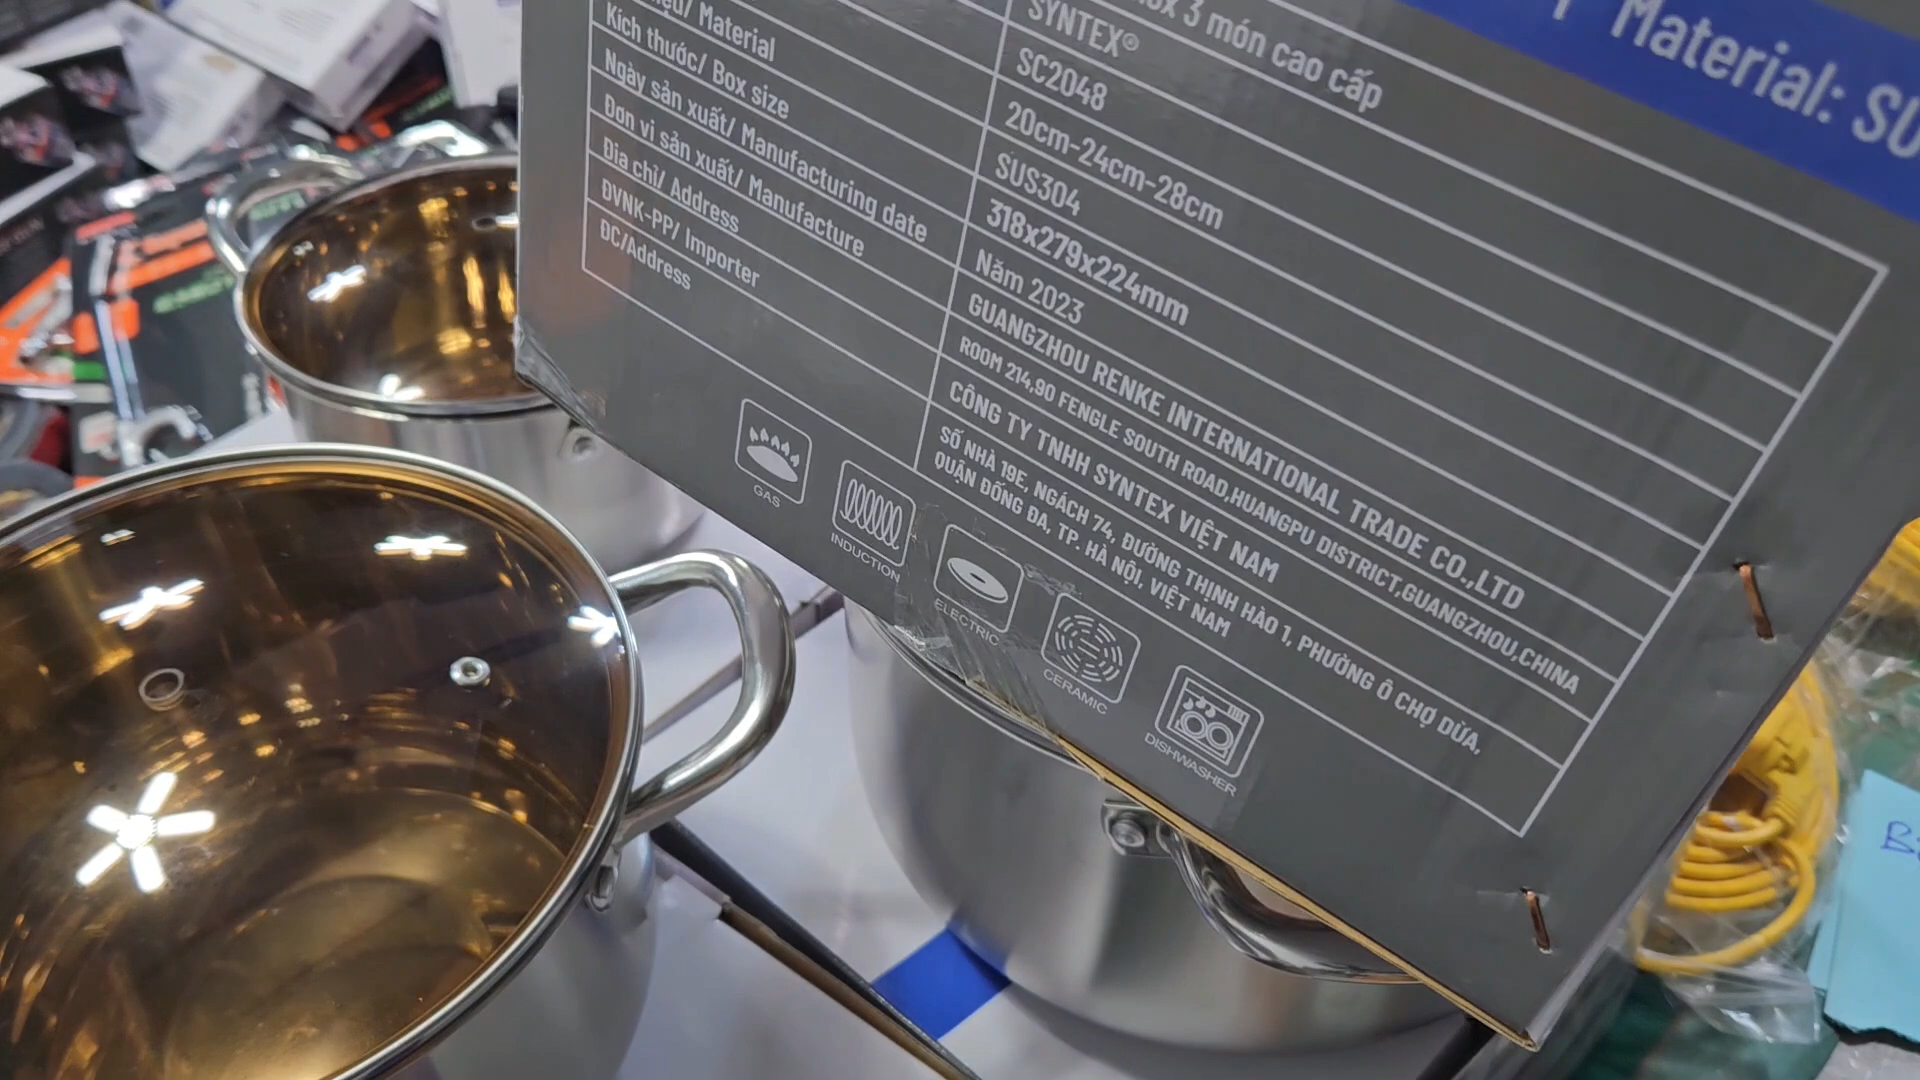 Material: SU
3 món cao cấp
SYNTEX®
SC2048
20cm-24cm-28cm
Material
SUS304
Kích thước/ Box size
318x279x224mm
Ngày sản xuất/ Manufacturing date
Năm 2023
Đơn vi sản xuất/ Manufacture
GUANGZHOU RENKE INTERNATIONAL TRADE CO.,LTD
Đia chỉ/ Address
ROOM 214,90 FENGLE SOUTH ROAD,HUANGPU DISTRICT,GUANGZHOU,CHINA
ĐVNK-PP/ Importer
CÔNG TY TNHH SYNTEX VIỆT NAM
ĐC/Address
SỐ NHÀ 19E, NGÁCH 74, ĐƯỜNG THỊNH HÀO 1, PHƯỜNG Ô CHỢ DỪA,
QUẬN ĐỐNG ĐA, TP. HÀ NỘI, VIỆT NAM
GAS
INDUCTION
ELECTRIC
CERAMIC
DISHWASHER